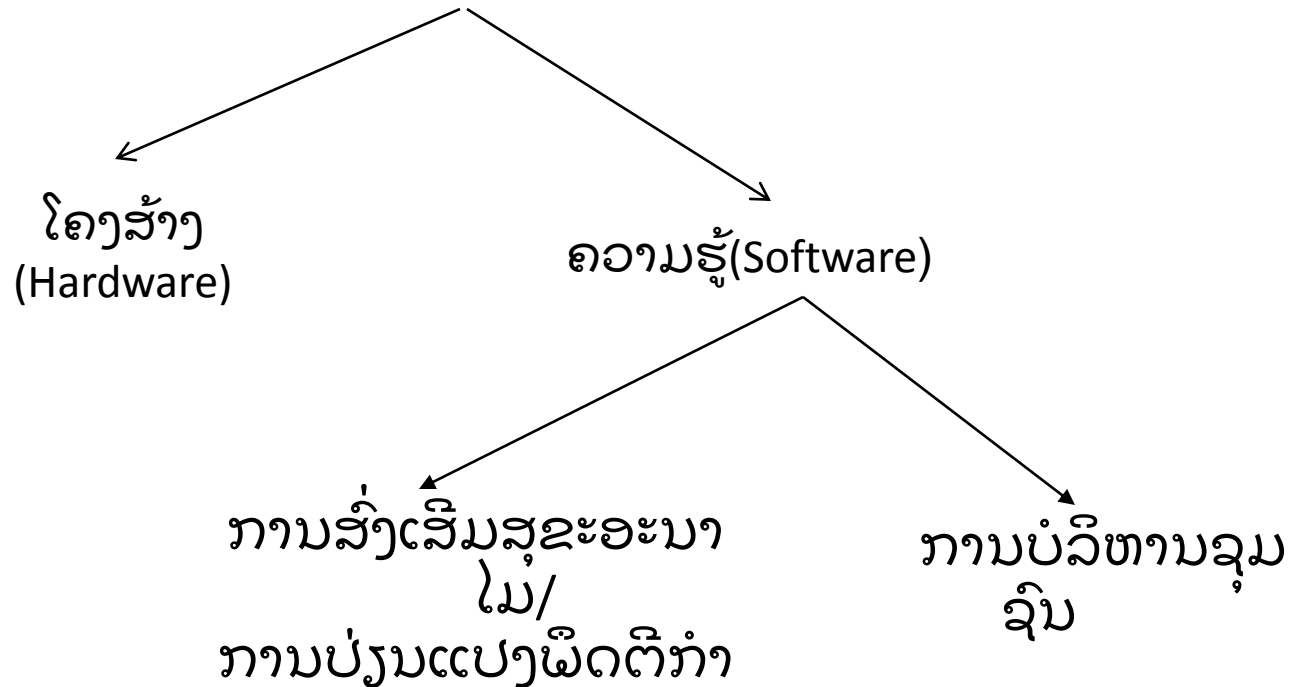 ໂຄງສ້າງ
(Hardware)
ຄວາມຮູ້(Software)
ການສົ່ງເສີມສຸຂະອະນາ
ໄມ/
ການປ່ຽນແປງພຶດຕິກຳ
ການບໍລິຫານຊຸມ
ຊົນ